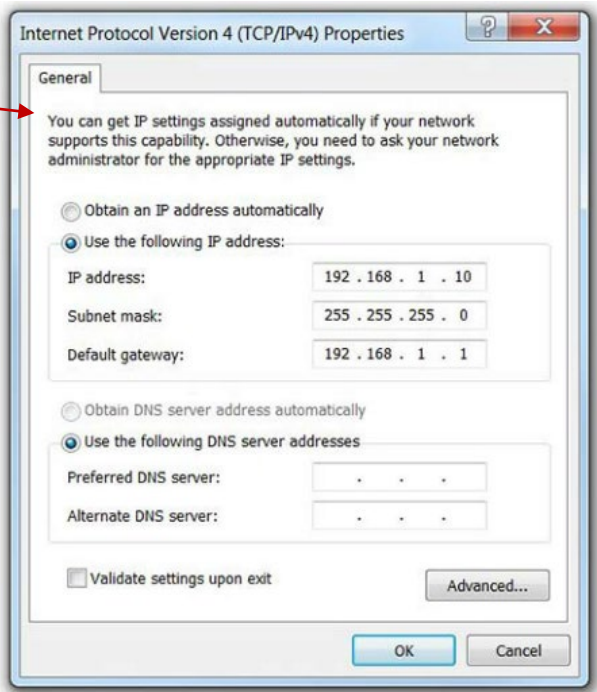 Internet Protocol Version 4 (TCP/IPv4) Properties
General
You can get IP settings assigned automatically if your network
supports this capability. Otherwise, you need to ask your network
administrator for the appropriate IP settings.
Obtain an IP address automatically
Use the following IP address:
IP address: 192 . 168 . 1 . 10
Subnet mask: 255 . 255 . 255 . 0
Default gateway: 192 . 168 . 1 . 1
Obtain DNS server address automatically
Use the following DNS server addresses
Preferred DNS server: . . .
Alternate DNS server: . . .
Validate settings upon exit
Advanced...
OK Cancel